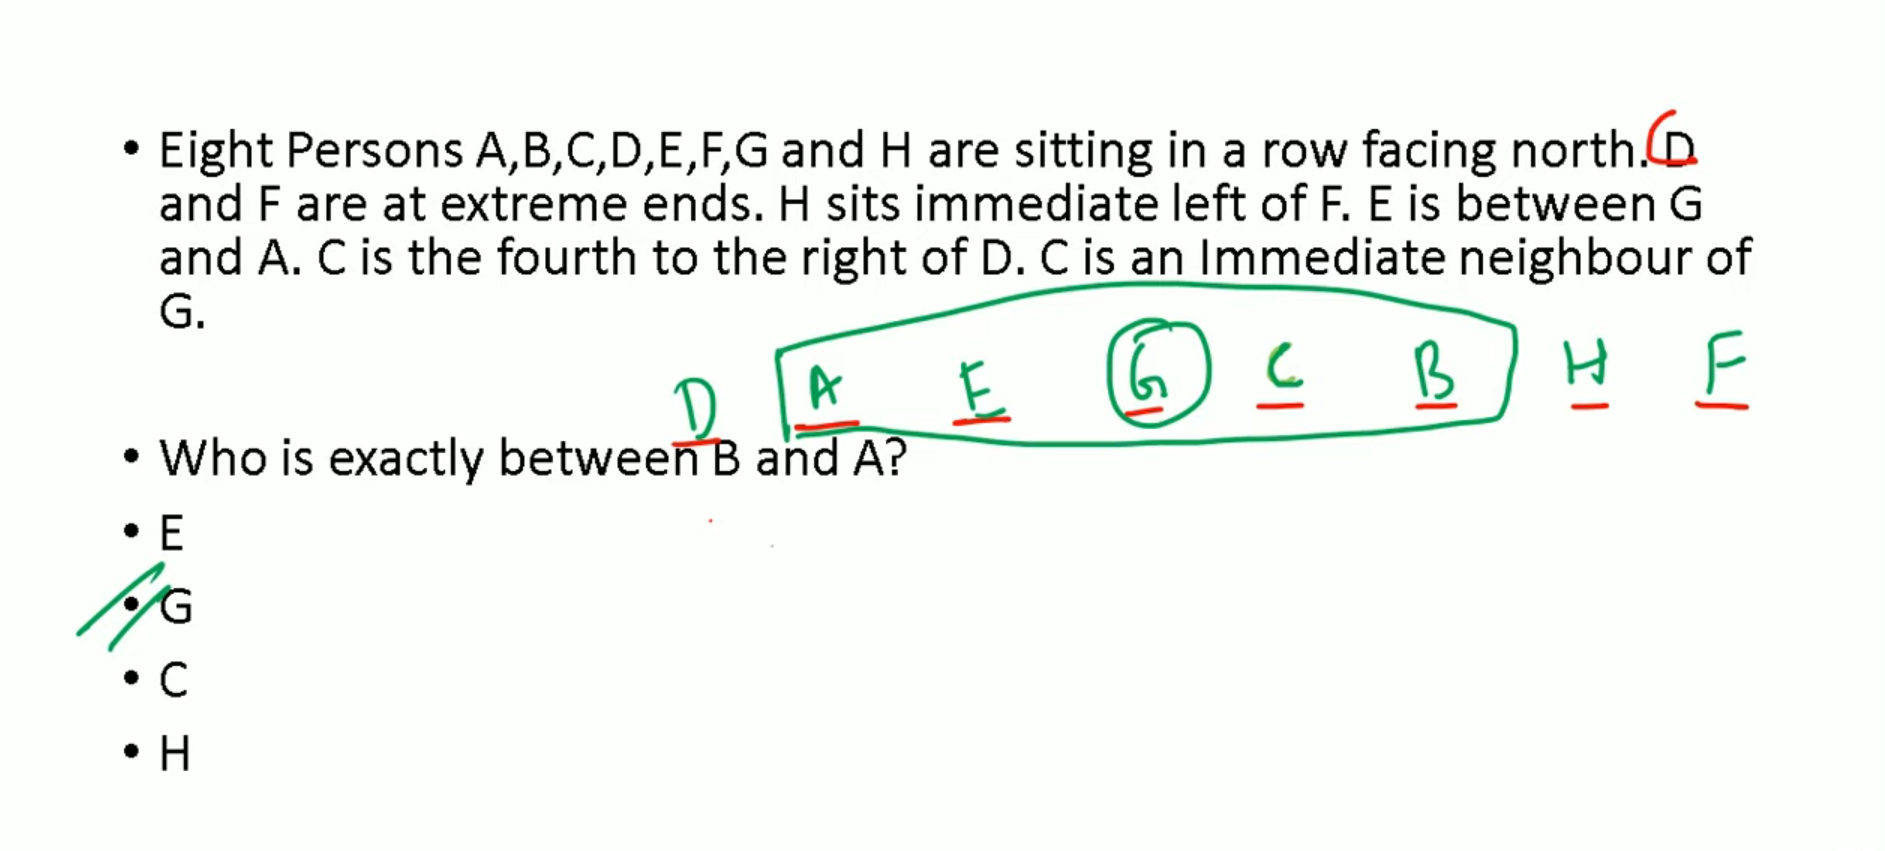 • Eight Persons A,B,C,D,E,F,G and H are sitting in a row facing north. D
and F are at extreme ends. H sits immediate left of F. E is between G
and A. C is the fourth to the right of D. C is an Immediate neighbour of
G.
D A E G C B H F
• Who is exactly between B and A?
• E
• G
• C
• H